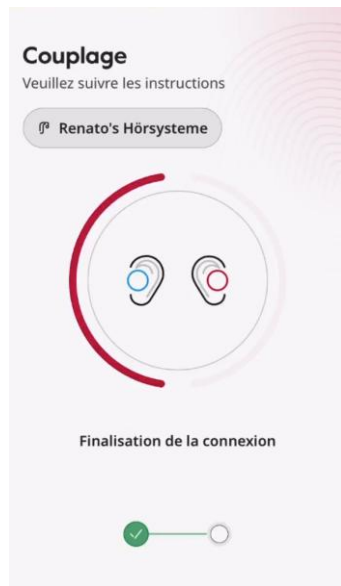 Couplage
Veuillez suivre les instructions
Renato's Hörsysteme
Finalisation de la connexion